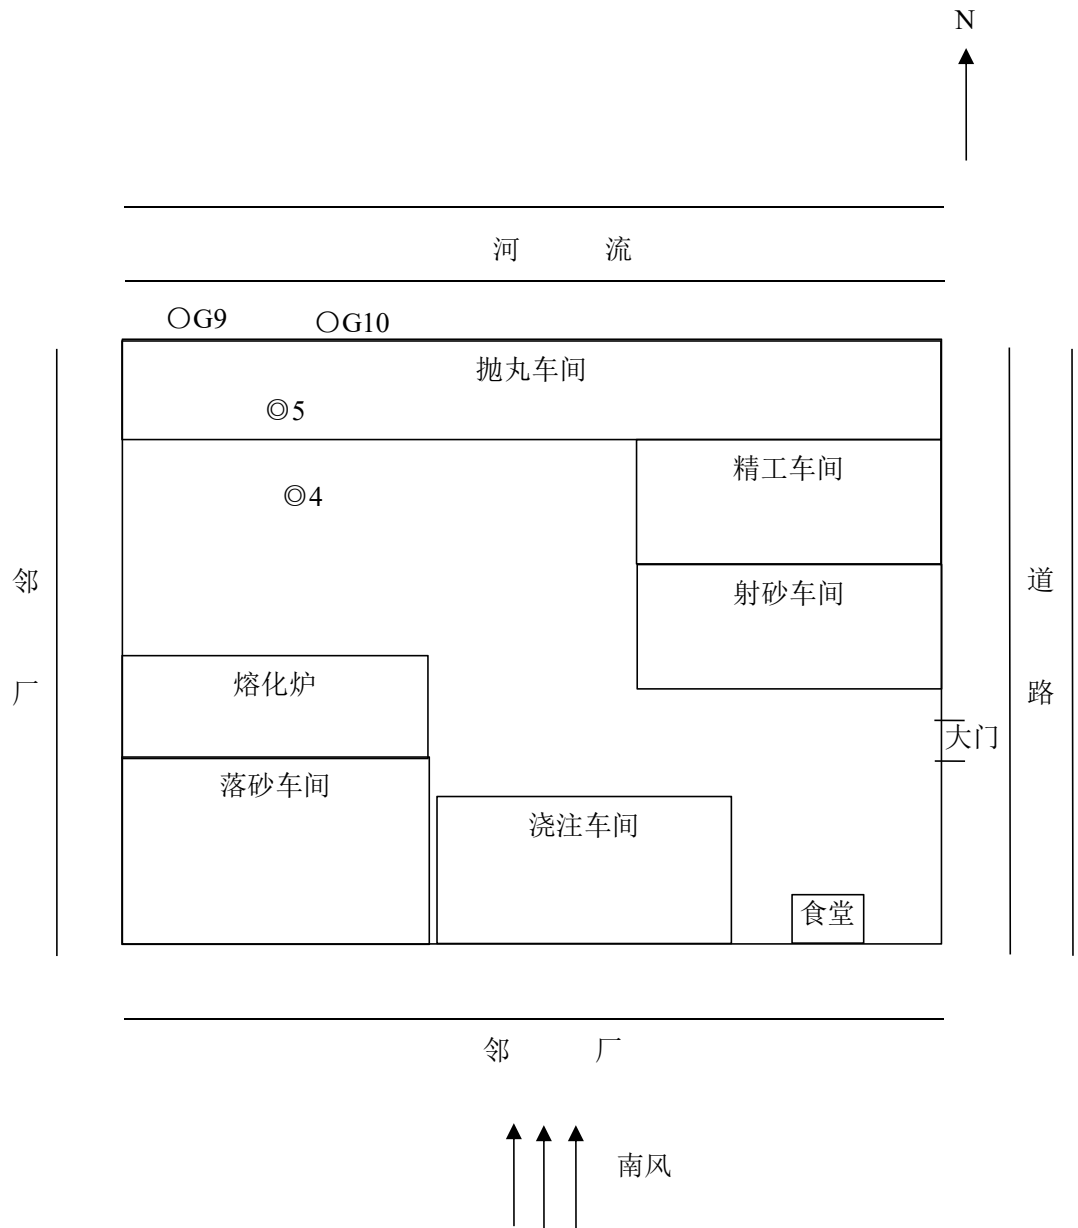 N
河 流
○G9
○G10
抛丸车间
◎5
精工车间
◎4
邻
厂
射砂车间
道
路
熔化炉
大门
落砂车间
浇注车间
食堂
邻 厂
南风